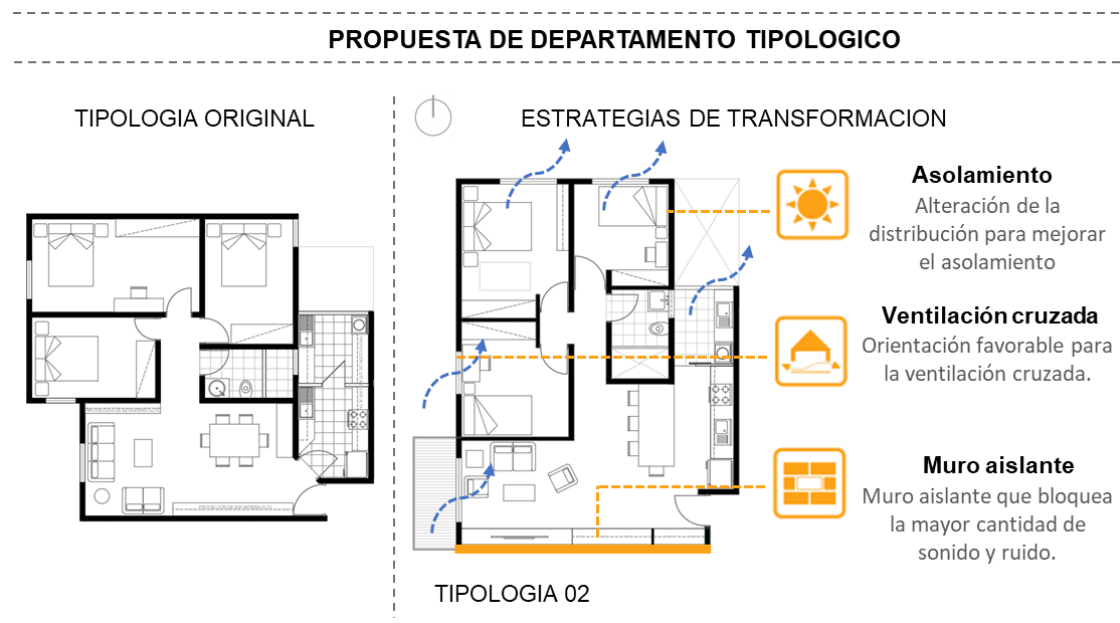 PROPUESTA DE DEPARTAMENTO TIPOLOGICO
TIPOLOGIA ORIGINAL
ESTRATEGIAS DE TRANSFORMACION
Asolamiento
Alteración de la
distribución para mejorar
el asolamiento
Ventilación cruzada
Orientación favorable para
la ventilación cruzada.
Muro aislante
Muro aislante que bloquea
la mayor cantidad de
sonido y ruido.
TIPOLOGIA 02